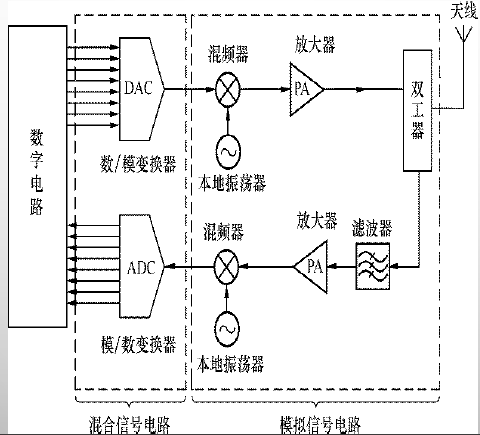 天线
放大器
混频器
DAC
PA
双工器
数字电路
数/模变换器
本地振荡器
放大器
混频器
滤波器
ADC
PA
模/数变换器
本地振荡器
混合信号电路
模拟信号电路